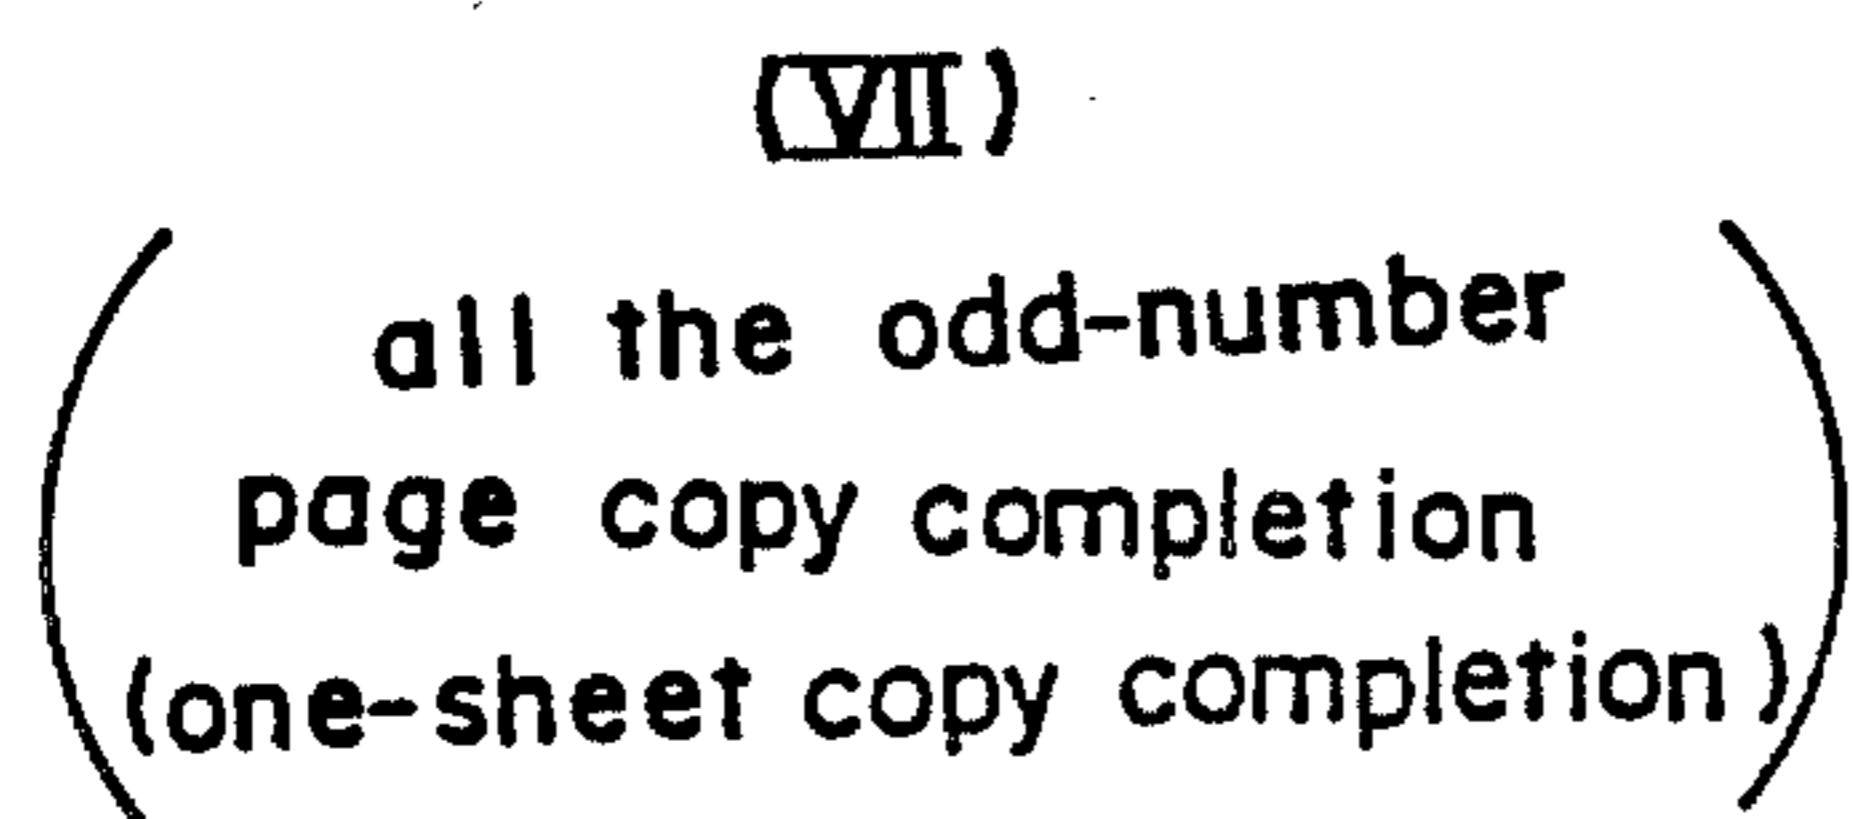 (VII)
(all the odd-number
page copy completion
(one-sheet copy completion))